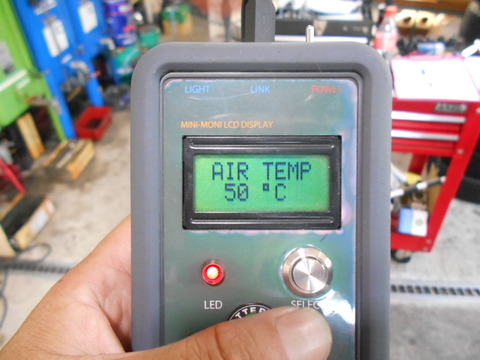 LIGHT LINK POWER
MINI-MONI LCD DISPLAY
AIR TEMP
50 °C
LED SELECT